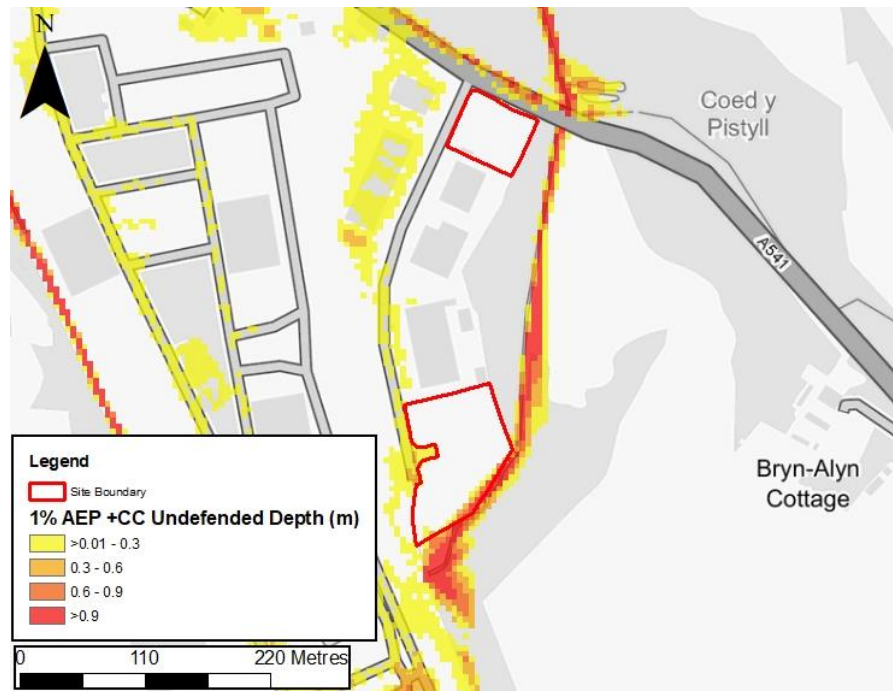 N
Coed y
Pistyll
A541
Bryn-Alyn
Cottage
Legend
Site Boundary
1% AEP +CC Undefended Depth (m)
>0.01 - 0.3
0.3 - 0.6
0.6 - 0.9
>0.9
0 110 220 Metres